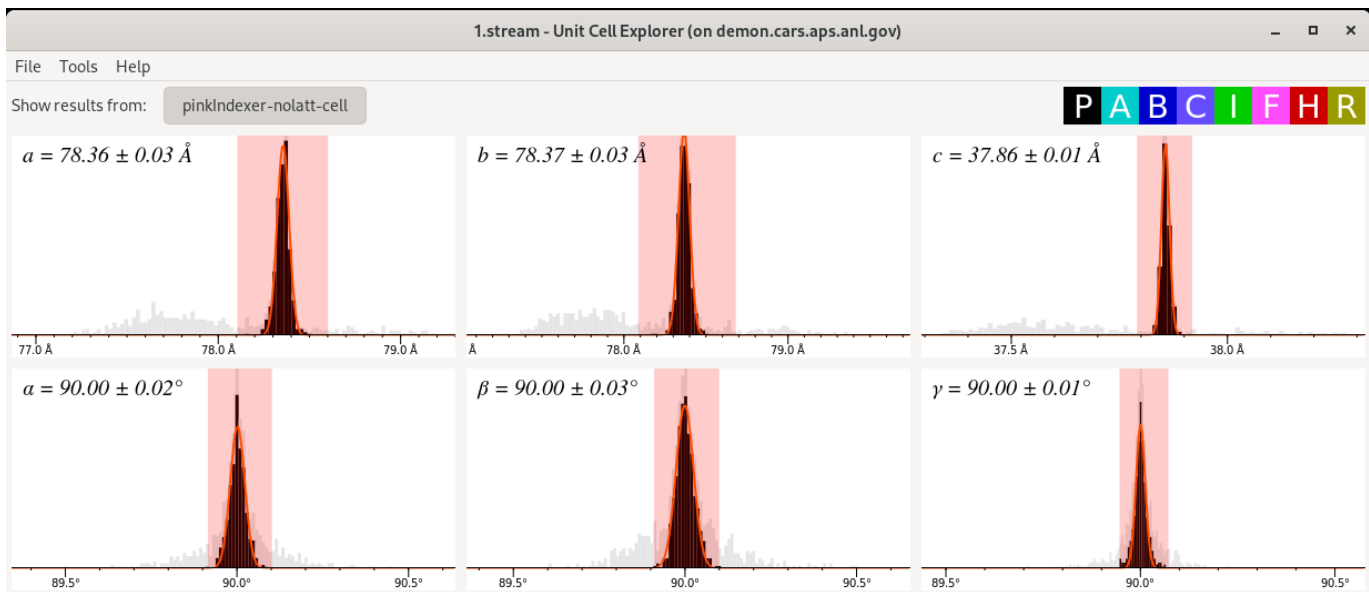 1.stream - Unit Cell Explorer (on demon.cars.aps.anl.gov)
File Tools Help
Show results from: pinkIndexer-nolatt-cell P A B C I F H R
a = 78.36 ± 0.03 Å b = 78.37 ± 0.03 Å c = 37.86 ± 0.01 Å
77.0 Å 78.0 Å 79.0 Å Å 78.0 Å 79.0 Å 37.5 Å 38.0 Å
α = 90.00 ± 0.02° β = 90.00 ± 0.03° γ = 90.00 ± 0.01°
89.5° 90.0° 90.5° 89.5° 90.0° 90.5° 89.5° 90.0° 90.5°